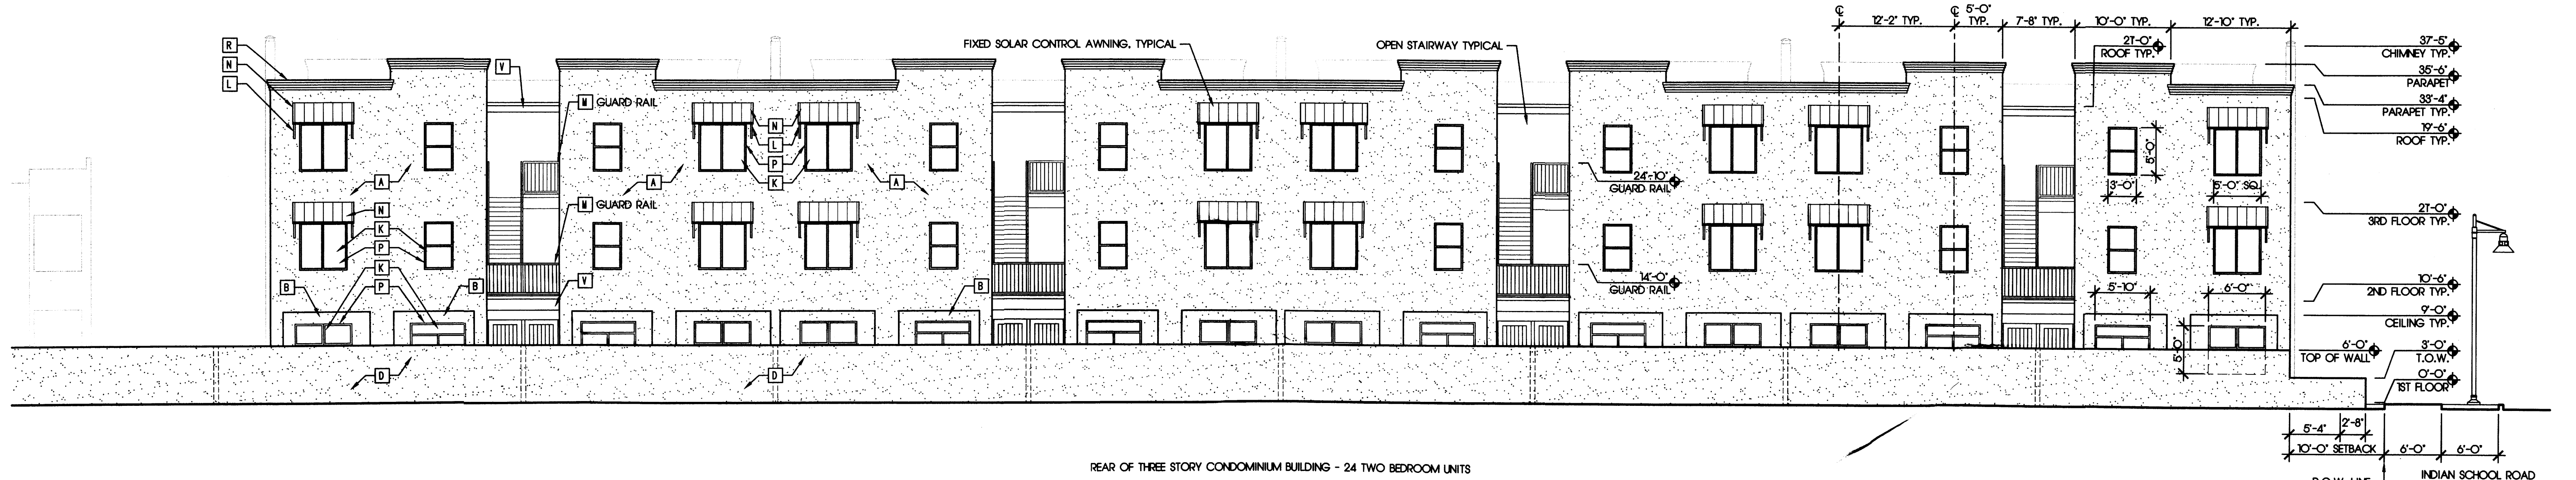 ℄
℄
5'-0"
TYP.
12'-2" TYP.
7'-8" TYP.
10'-0" TYP.
12'-10" TYP.
R
N
L
V
FIXED SOLAR CONTROL AWNING, TYPICAL
OPEN STAIRWAY TYPICAL
21'-0"
ROOF TYP.
37'-5"
CHIMNEY TYP.
35'-6"
PARAPET
33'-4"
PARAPET TYP.
19'-6"
ROOF TYP.
M GUARD RAIL
N
L
P
K
A
A
A
5'-0"
3'-0"
5'-0" SQ.
24'-10"
GUARD RAIL
N
K
P
K
P
M GUARD RAIL
21'-0"
3RD FLOOR TYP.
B
B
V
B
14'-0"
GUARD RAIL
5'-10"
6'-0"
10'-6"
2ND FLOOR TYP.
9'-0"
CEILING TYP.
5'-0"
6'-0"
TOP OF WALL
3'-0"
T.O.W.
0'-0"
1ST FLOOR
D
D
5'-4"
2'-8"
10'-0" SETBACK
6'-0"
6'-0"
REAR OF THREE STORY CONDOMINIUM BUILDING - 24 TWO BEDROOM UNITS
INDIAN SCHOOL ROAD